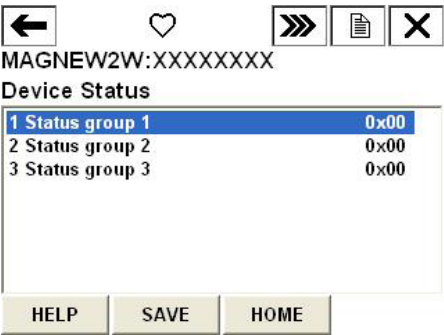 MAGNEW2W:XXXXXXXX
Device Status
1 Status group 1 0x00
2 Status group 2 0x00
3 Status group 3 0x00
HELP SAVE HOME